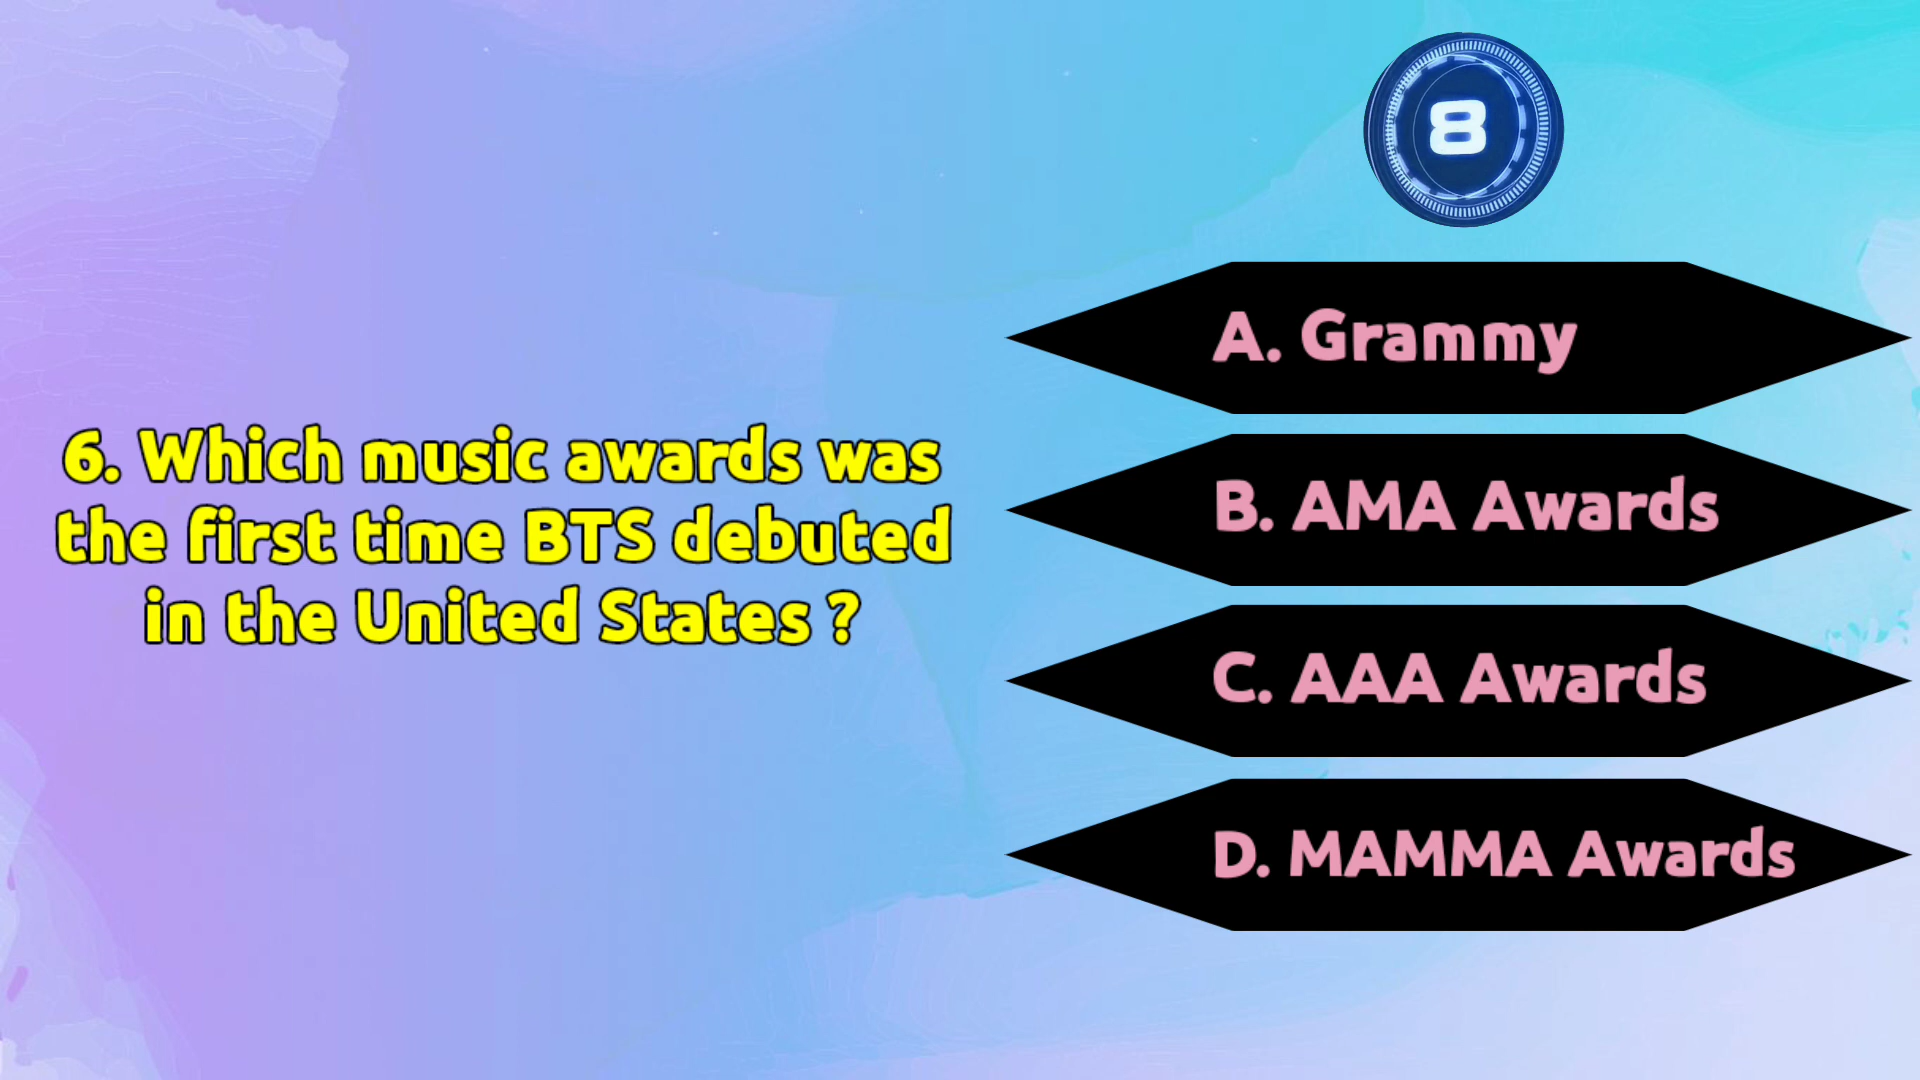 8
6. Which music awards was
the first time BTS debuted
in the United States ?
A. Grammy
B. AMA Awards
C. AAA Awards
D. MAMMA Awards